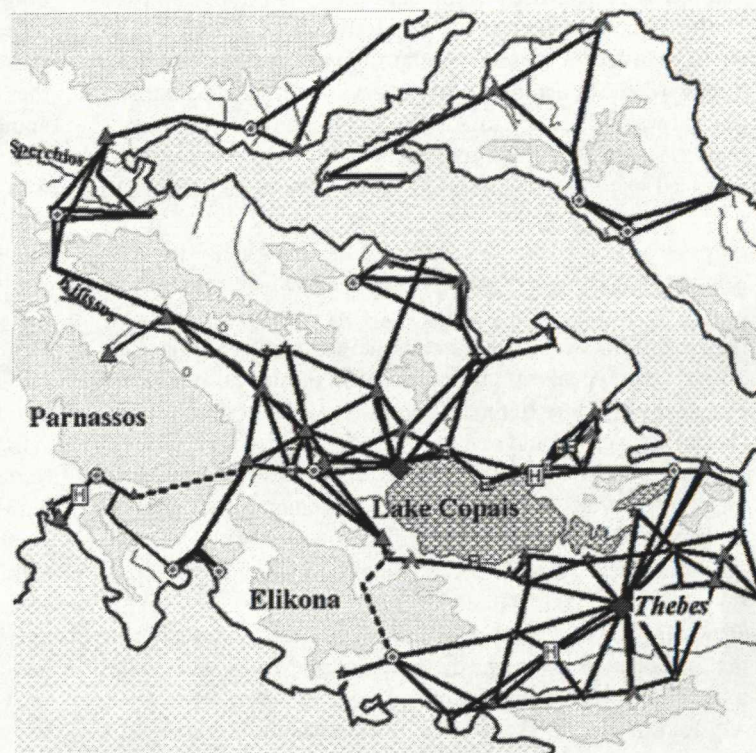 Sperchios
Kifissos
Parnassos
Lake Copais
Elikona
Thebes
H
H
H